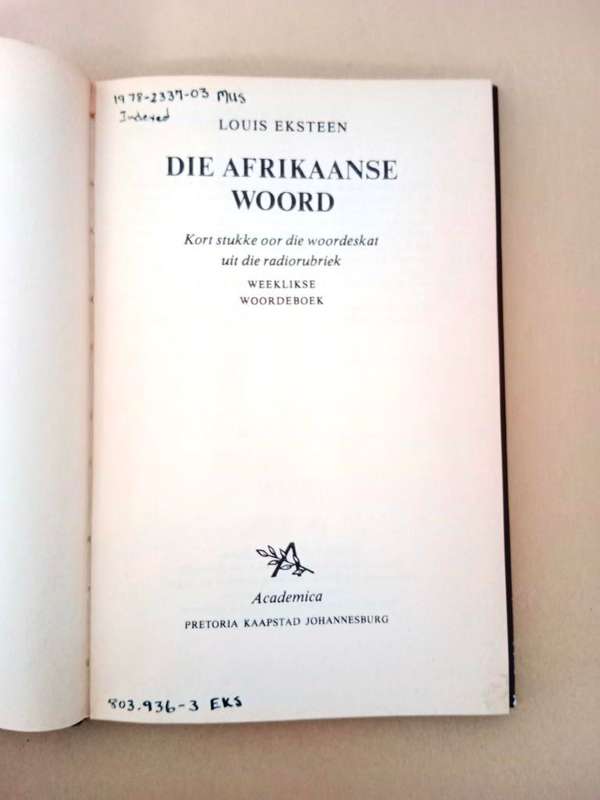 1978-2337-03 MUS
Indexed
LOUIS EKSTEEN
DIE AFRIKAANSE
WOORD
Kort stukke oor die woordeskat
uit die radiorubriek
WEEKLIKSE
WOORDEBOEK
Academica
PRETORIA KAAPSTAD JOHANNESBURG
803.936-3 EKS